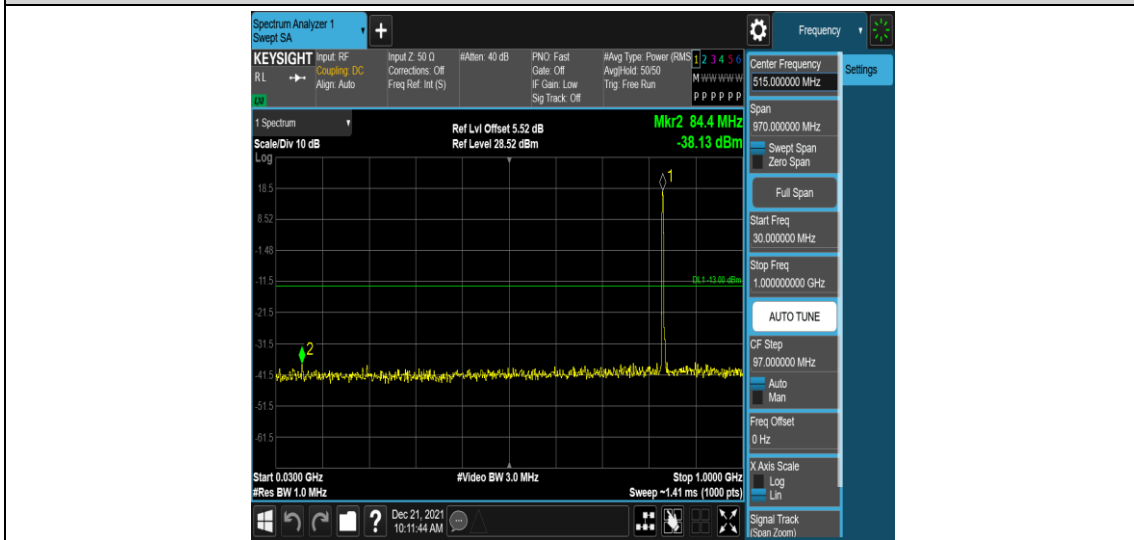 Spectrum Analyzer 1
Swept SA
+
Frequency
KEYSIGHT
RL
Input: RF
Coupling: DC
Align: Auto
Input Z: 50 Ω
Corrections: Off
Freq Ref: Int (S)
#Atten: 40 dB
PNO: Fast
Gate: Off
IF Gain: Low
Sig Track: Off
#Avg Type: Power (RMS
Avg|Hold: 50/50
Trig: Free Run
1 2 3 4 5 6
M W W W W W
P P P P P P
1 Spectrum
Scale/Div 10 dB
Ref Lvl Offset 5.52 dB
Ref Level 28.52 dBm
Mkr2 84.4 MHz
-38.13 dBm
Log
18.5
8.52
-1.48
-11.5
-21.5
-31.5
-41.5
-51.5
-61.5
1
2
DL1 -13.00 dBm
Start 0.0300 GHz
#Res BW 1.0 MHz
#Video BW 3.0 MHz
Stop 1.0000 GHz
Sweep ~1.41 ms (1000 pts)
Center Frequency
515.000000 MHz
Settings
Span
970.000000 MHz
Swept Span
Zero Span
Full Span
Start Freq
30.000000 MHz
Stop Freq
1.000000000 GHz
AUTO TUNE
CF Step
97.000000 MHz
Auto
Man
Freq Offset
0 Hz
X Axis Scale
Log
Lin
Signal Track
(Span Zoom)
?
Dec 21, 2021
10:11:44 AM